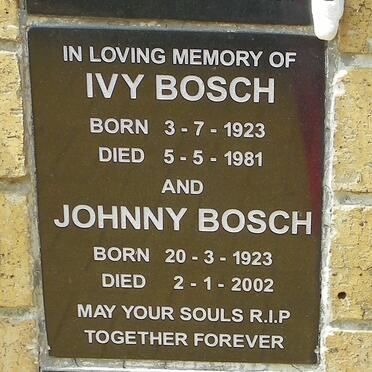 IN LOVING MEMORY OF
IVY BOSCH
BORN 3 - 7 - 1923
DIED 5 - 5 - 1981
AND
JOHNNY BOSCH
BORN 20 - 3 - 1923
DIED 2 - 1 - 2002
MAY YOUR SOULS R.I.P
TOGETHER FOREVER